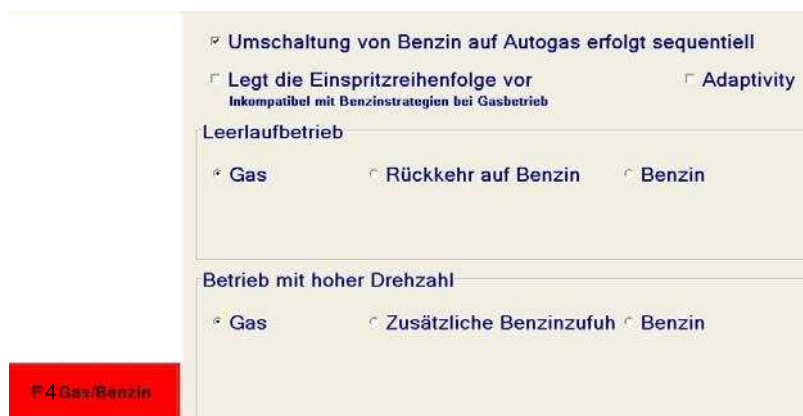 Umschaltung von Benzin auf Autogas erfolgt sequentiell
Legt die Einspritzreihenfolge vor Adaptivity
Inkompatibel mit Benzinstrategien bei Gasbetrieb
Leerlaufbetrieb
Gas Rückkehr auf Benzin Benzin
Betrieb mit hoher Drehzahl
Gas Zusätzliche Benzinzufuh Benzin
F4 Gas/Benzin